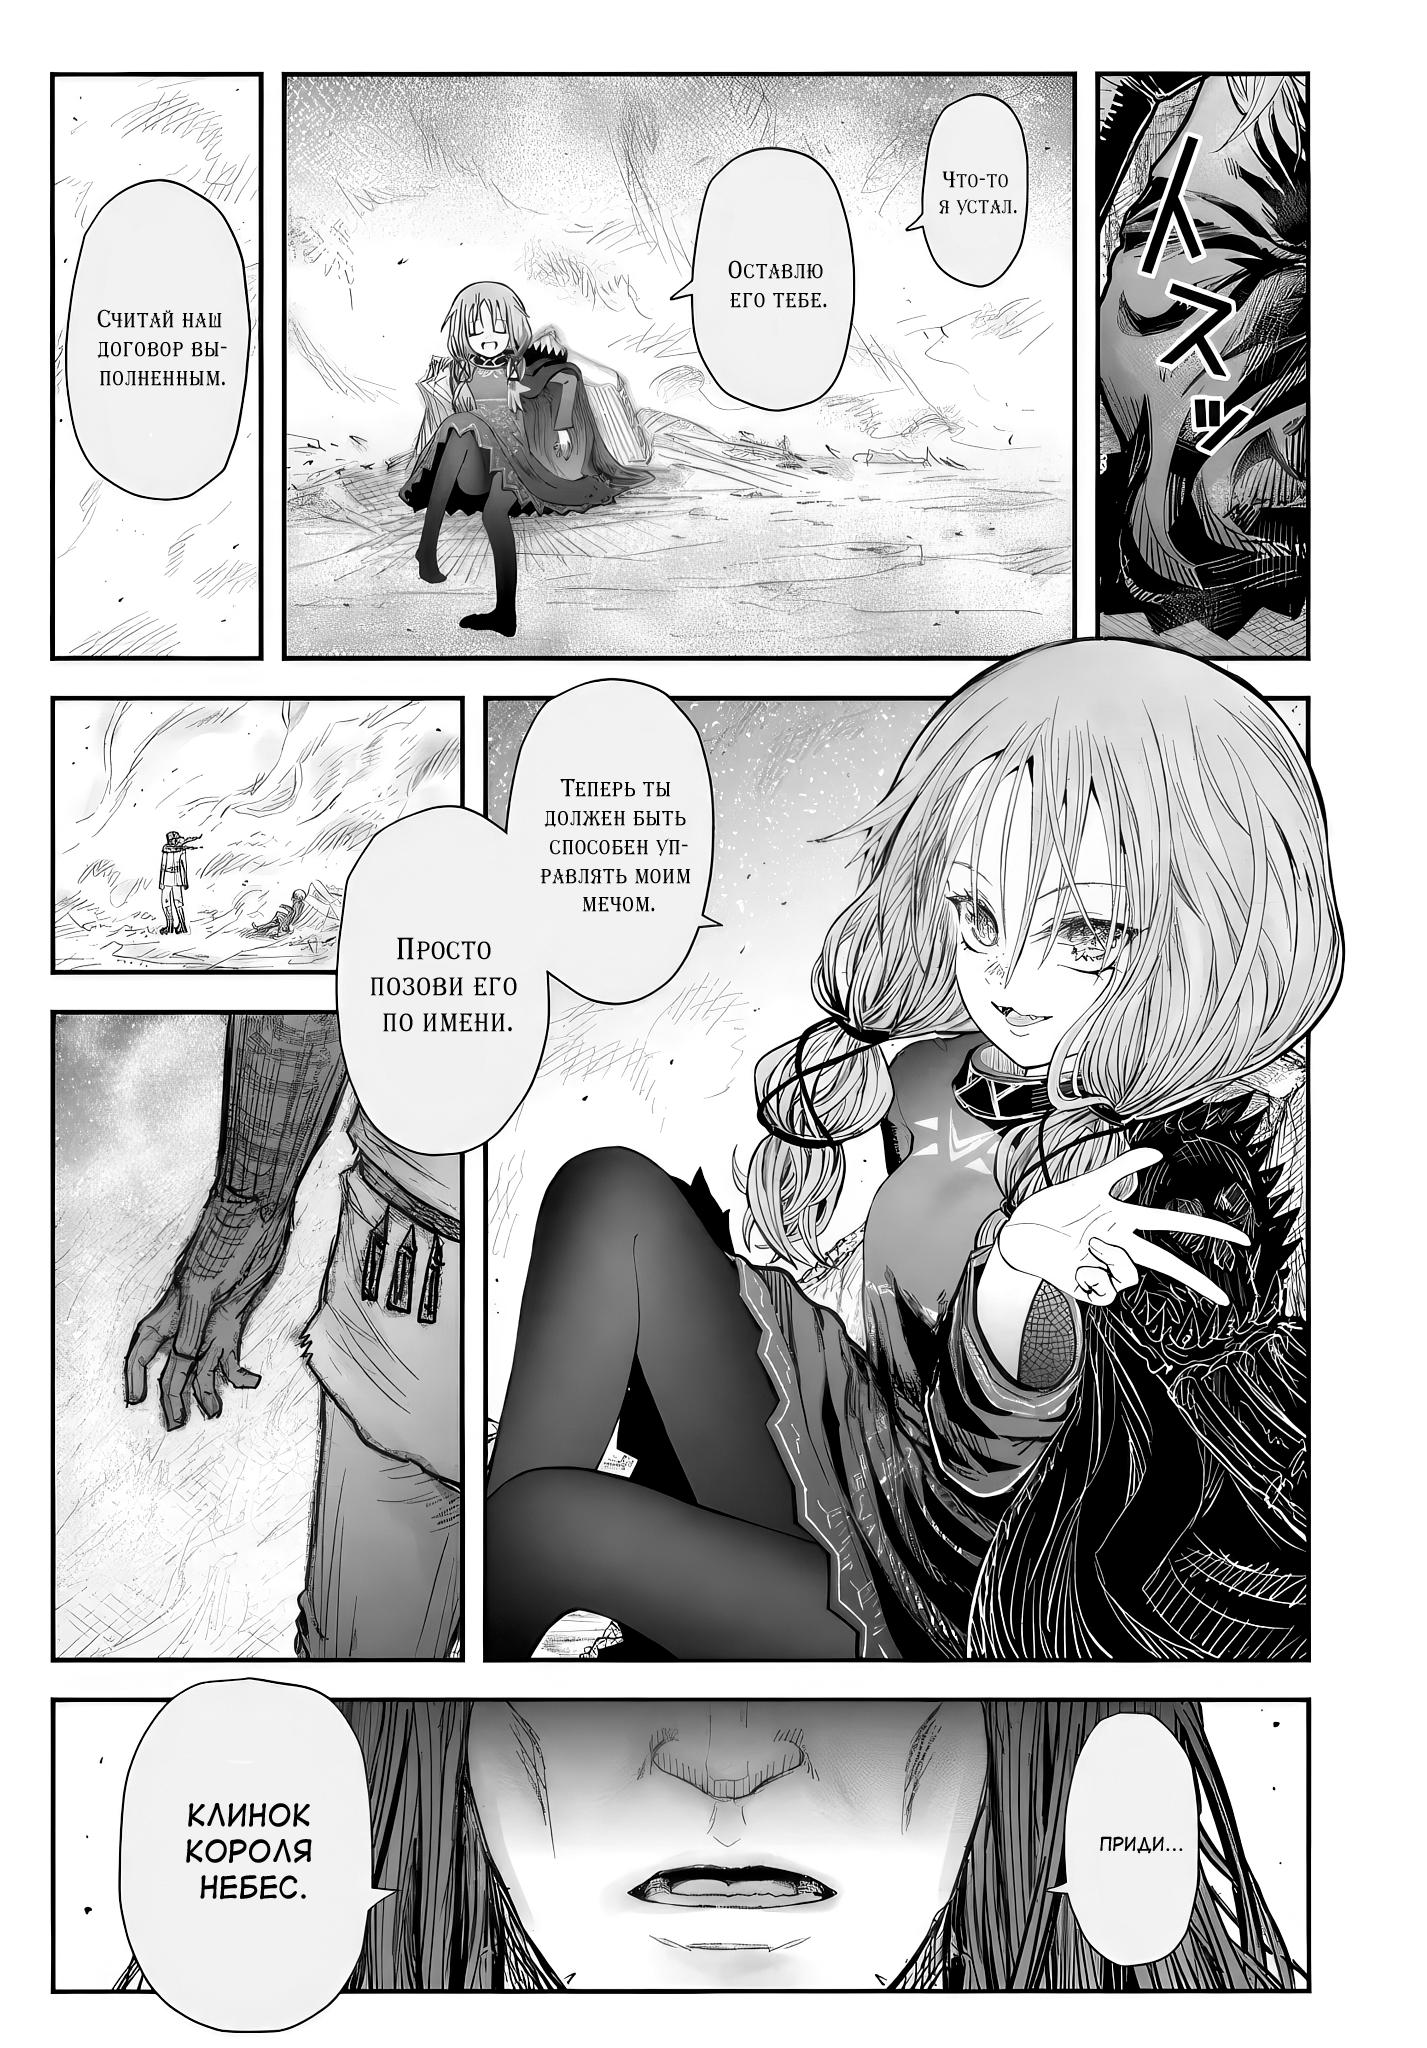 トスッ
Что-то
я устал.
Оставлю
его тебе.
Считай наш
договор вы-
полненным.
Теперь ты
должен быть
способен уп-
равлять моим
мечом.
Просто
позови его
по имени.
ПРИДИ...
КЛИНОК
КОРОЛЯ
НЕБЕС.